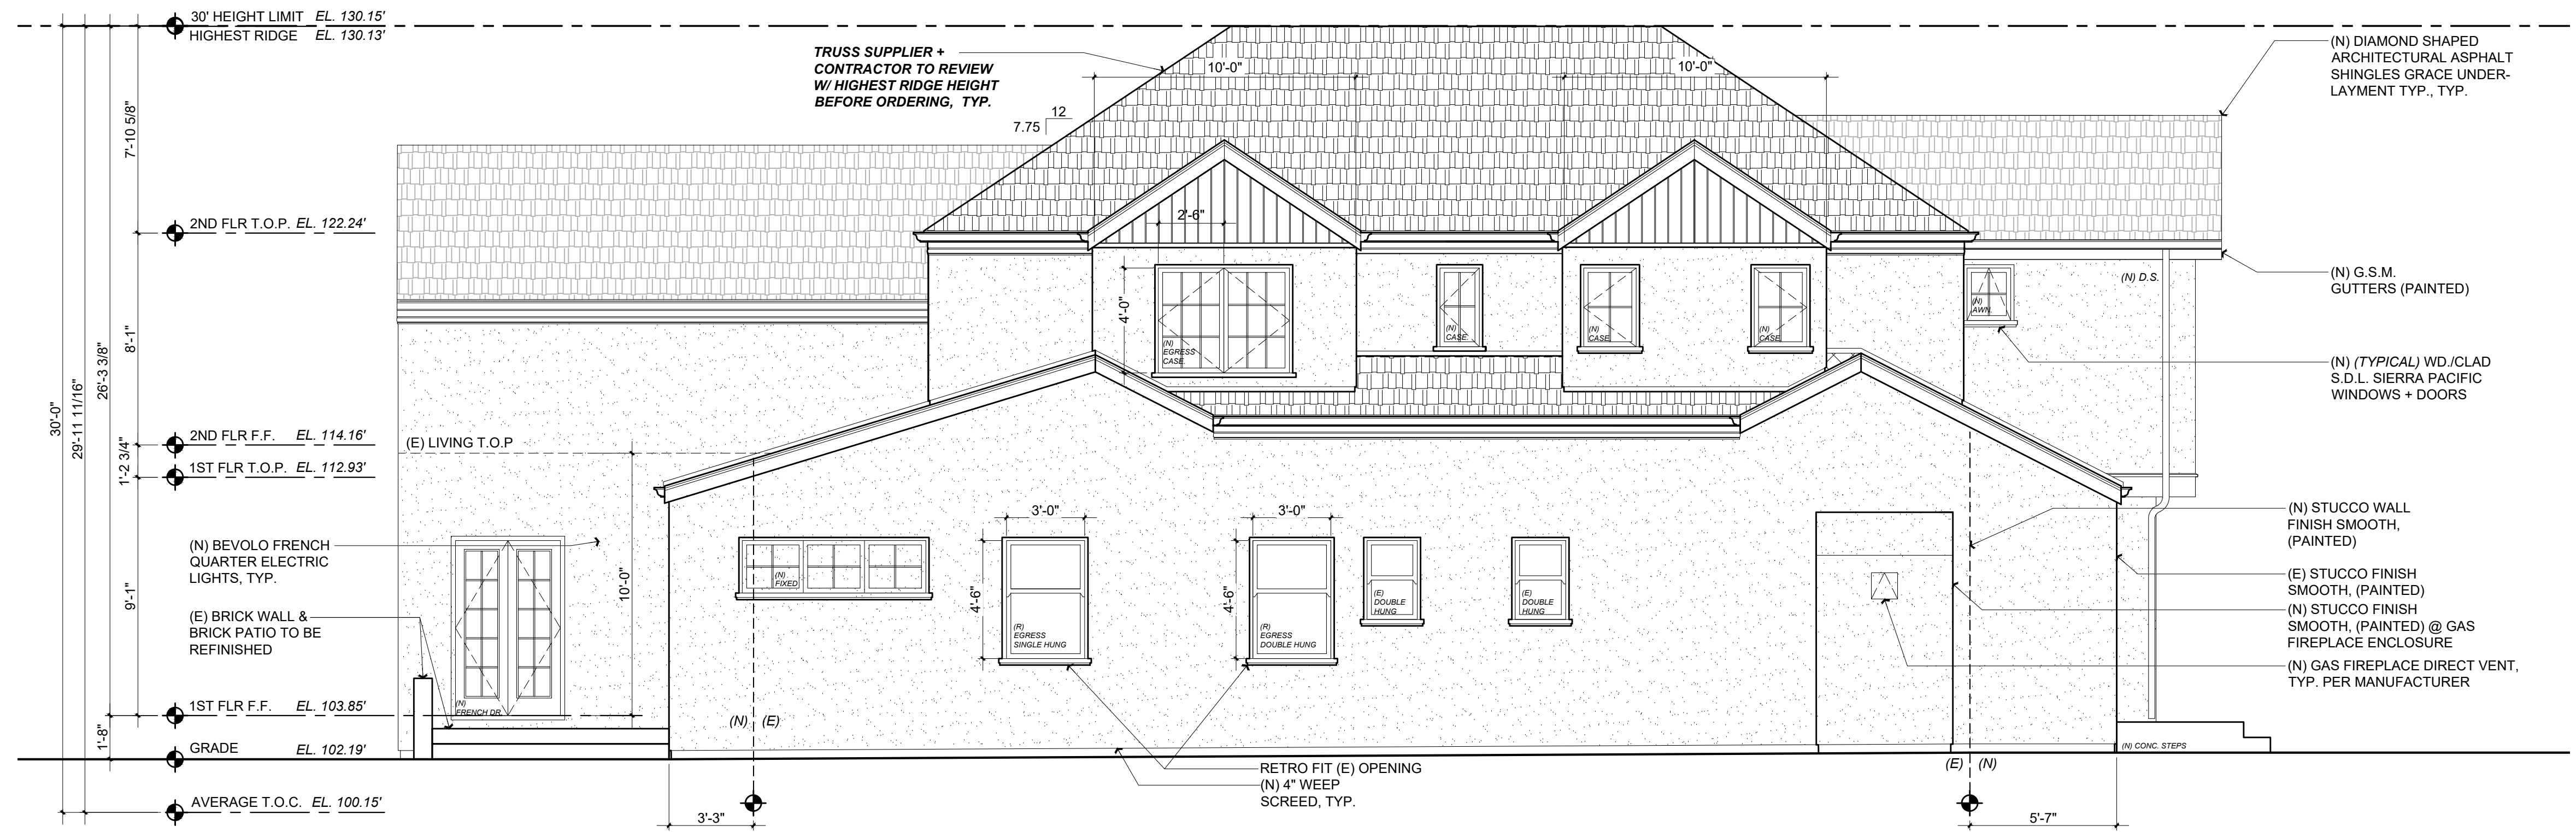 30' HEIGHT LIMIT EL. 130.15'
HIGHEST RIDGE EL. 130.13'
2ND FLR T.O.P. EL. 122.24'
2ND FLR F.F. EL. 114.16'
1ST FLR T.O.P. EL. 112.93'
1ST FLR F.F. EL. 103.85'
GRADE EL. 102.19'
AVERAGE T.O.C. EL. 100.15'
30'-0"
29'-11 11/16"
26'-3 3/8"
7'-10 5/8"
8'-1"
1'-2 3/4"
9'-1"
1'-8"
TRUSS SUPPLIER +
CONTRACTOR TO REVIEW
W/ HIGHEST RIDGE HEIGHT
BEFORE ORDERING, TYP.
12
7.75
10'-0"
10'-0"
2'-6"
4'-0"
(N)
EGRESS
CASE.
(N)
CASE.
(N)
CASE
(N)
CASE
(N)
AWN.
(N) D.S.
(E) LIVING T.O.P
10'-0"
(N) BEVOLO FRENCH
QUARTER ELECTRIC
LIGHTS, TYP.
(E) BRICK WALL &
BRICK PATIO TO BE
REFINISHED
(N)
FRENCH DR.
(N)
FIXED
3'-0"
4'-6"
(R)
EGRESS
SINGLE HUNG
3'-0"
4'-6"
(R)
EGRESS
DOUBLE HUNG
(E)
DOUBLE
HUNG
(E)
DOUBLE
HUNG
(N) (E)
(E) (N)
3'-3"
5'-7"
RETRO FIT (E) OPENING
(N) 4" WEEP
SCREED, TYP.
(N) CONC. STEPS
(N) DIAMOND SHAPED
ARCHITECTURAL ASPHALT
SHINGLES GRACE UNDER-
LAYMENT TYP., TYP.
(N) G.S.M.
GUTTERS (PAINTED)
(N) (TYPICAL) WD./CLAD
S.D.L. SIERRA PACIFIC
WINDOWS + DOORS
(N) STUCCO WALL
FINISH SMOOTH,
(PAINTED)
(E) STUCCO FINISH
SMOOTH, (PAINTED)
(N) STUCCO FINISH
SMOOTH, (PAINTED) @ GAS
FIREPLACE ENCLOSURE
(N) GAS FIREPLACE DIRECT VENT,
TYP. PER MANUFACTURER